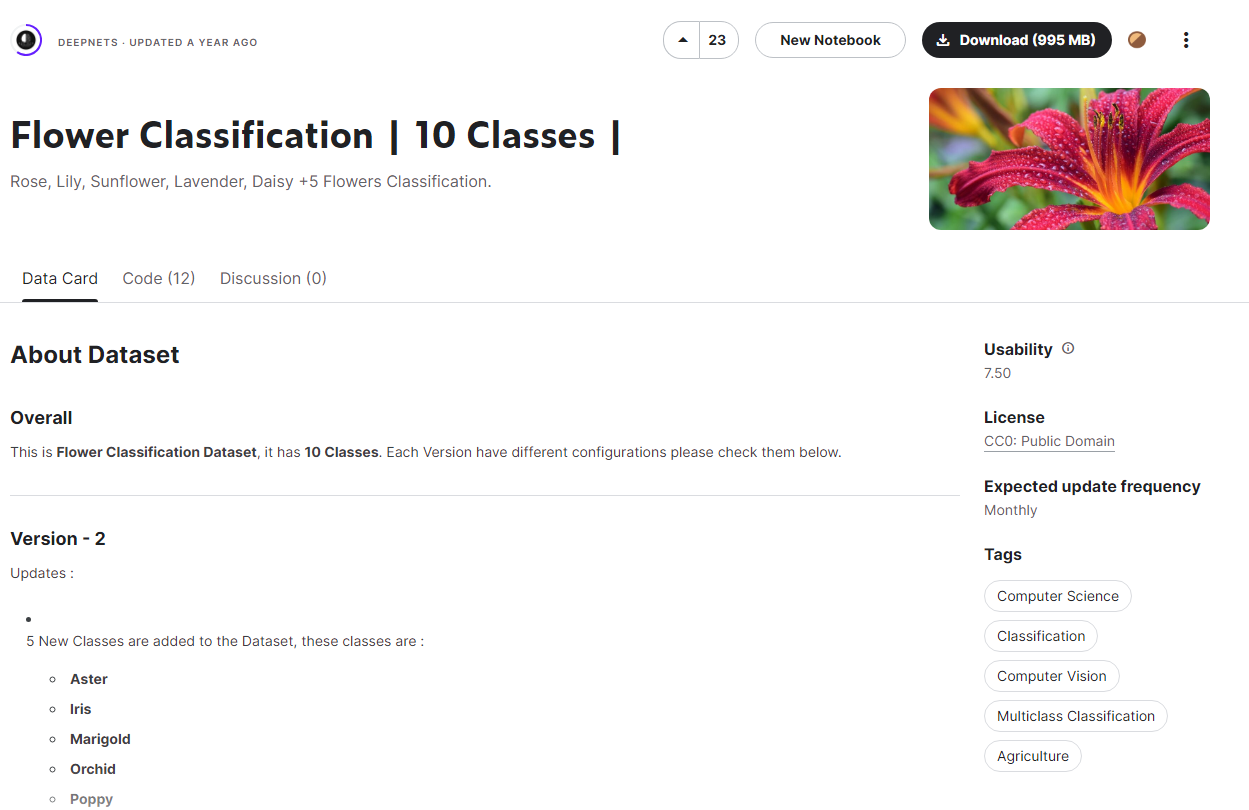 DEEPNETS · UPDATED A YEAR AGO
23
New Notebook
Download (995 MB)
Flower Classification | 10 Classes |
Rose, Lily, Sunflower, Lavender, Daisy +5 Flowers Classification.
Data Card
Code (12)
Discussion (0)
About Dataset
Overall
This is Flower Classification Dataset, it has 10 Classes. Each Version have different configurations please check them below.
Version - 2
Updates :
5 New Classes are added to the Dataset, these classes are :
Aster
Iris
Marigold
Orchid
Poppy
Usability
7.50
License
CC0: Public Domain
Expected update frequency
Monthly
Tags
Computer Science
Classification
Computer Vision
Multiclass Classification
Agriculture